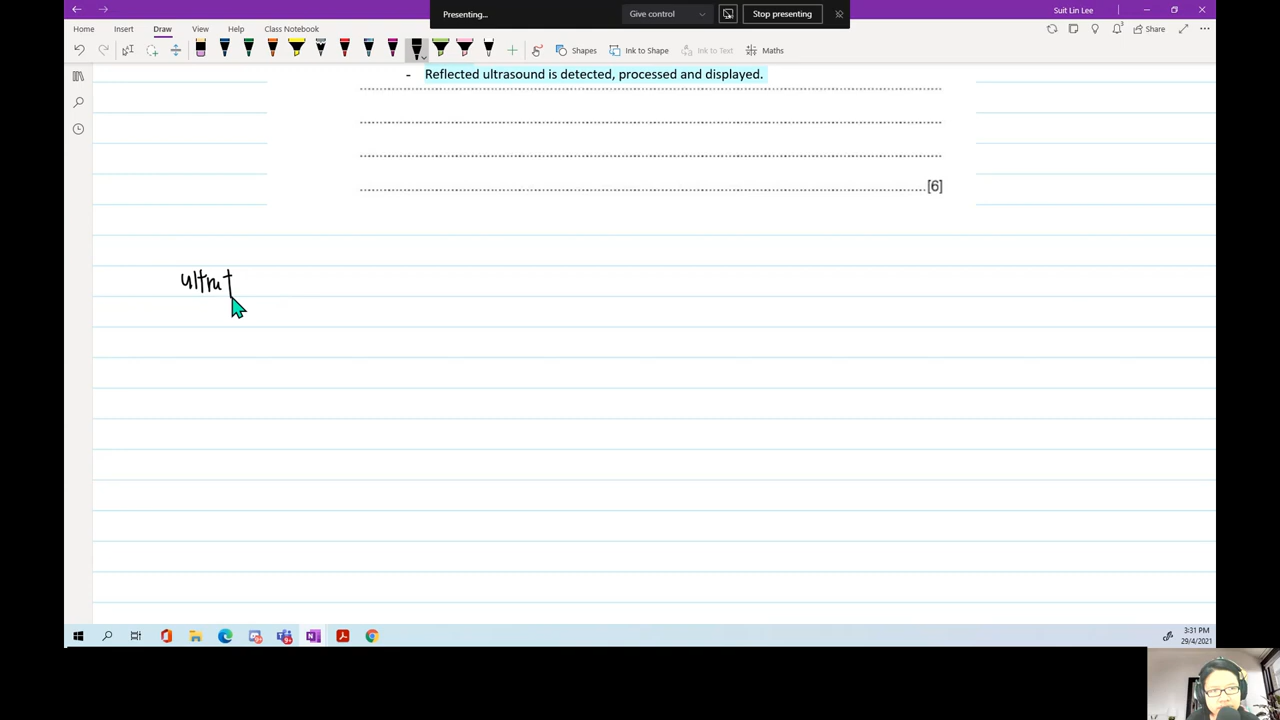 Suit Lin Lee
Presenting...
Give control
Stop presenting
Home
Insert
Draw
View
Help
Class Notebook
Share
Shapes
Ink to Shape
Ink to Text
Maths
- Reflected ultrasound is detected, processed and displayed.
[6]
ultrat
3:31 PM
29/4/2021